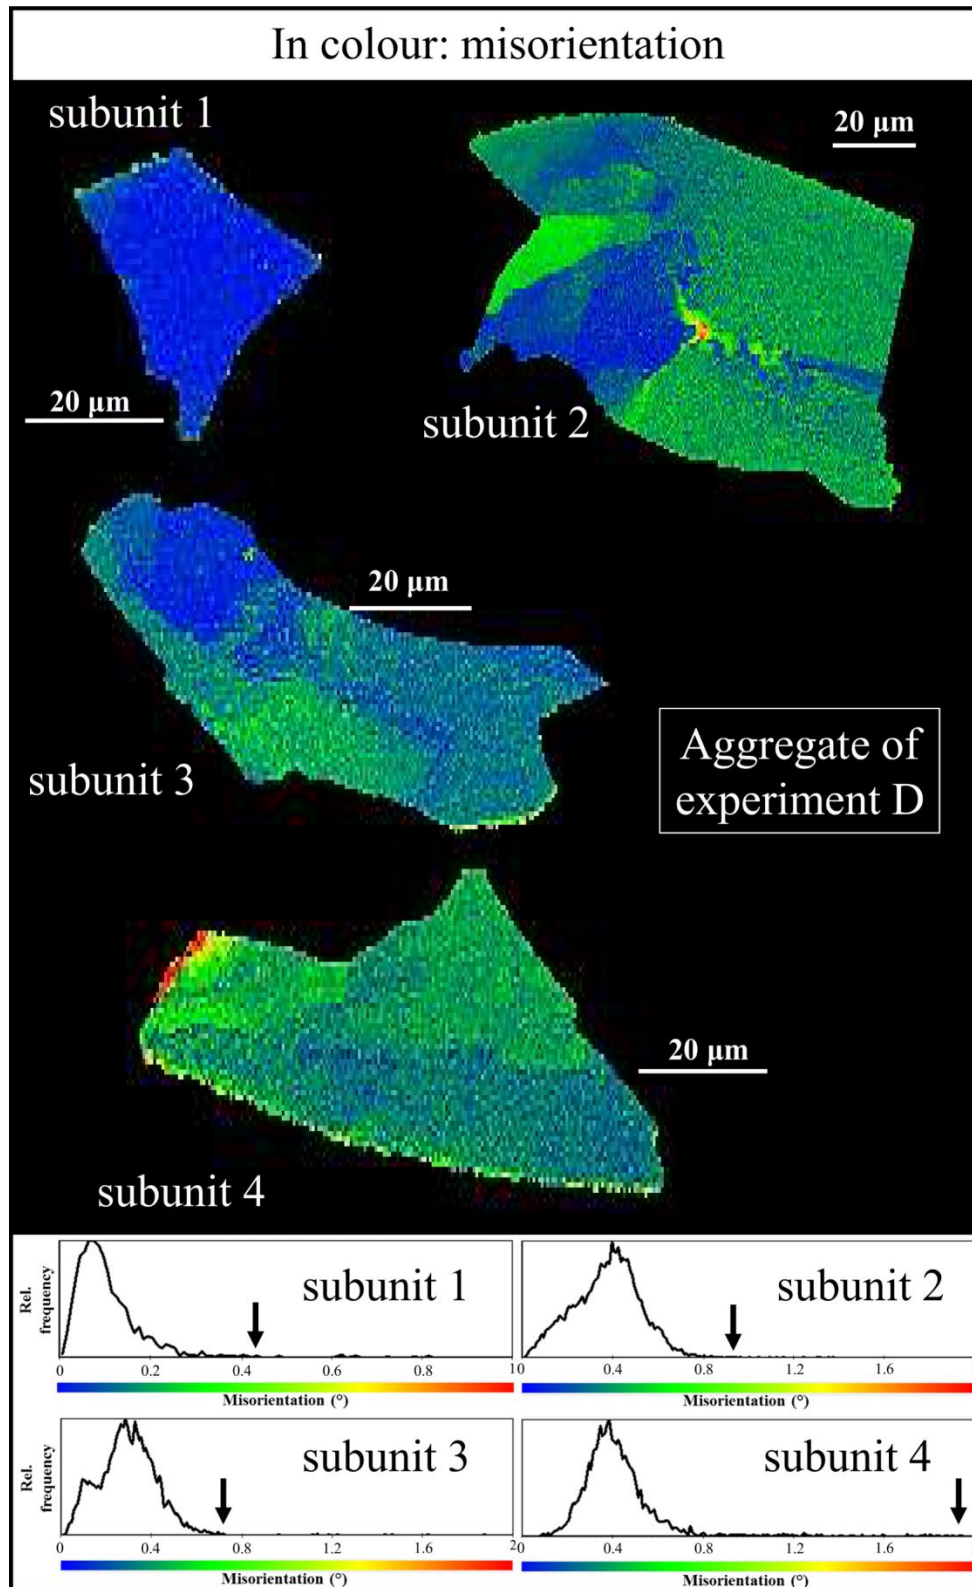 In colour: misorientation
subunit 1
20 µm
20 µm
subunit 2
20 µm
subunit 3
Aggregate of
experiment D
20 µm
subunit 4
Rel.
frequency
subunit 1
0 0.2 0.4 0.6 0.8 1
Misorientation (°)
subunit 2
0 0.4 0.8 1.2 1.6
Misorientation (°)
Rel.
frequency
subunit 3
0 0.4 0.8 1.2 1.6 2
Misorientation (°)
subunit 4
0 0.4 0.8 1.2 1.6
Misorientation (°)